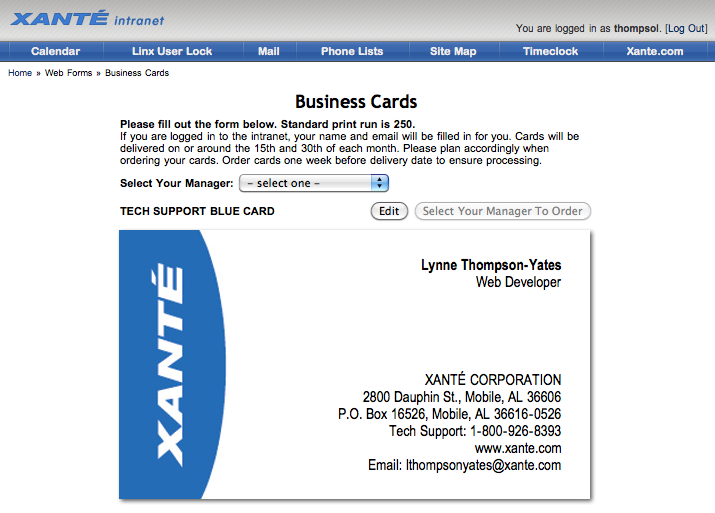 XANTÉ intranet
You are logged in as thompsol. [Log Out]
Calendar Linx User Lock Mail Phone Lists Site Map Timeclock Xante.com
Home » Web Forms » Business Cards
Business Cards
Please fill out the form below. Standard print run is 250.
If you are logged in to the intranet, your name and email will be filled in for you. Cards will be
delivered on or around the 15th and 30th of each month. Please plan accordingly when
ordering your cards. Order cards one week before delivery date to ensure processing.
Select Your Manager: – select one –
TECH SUPPORT BLUE CARD Edit Select Your Manager To Order
XANTÉ
Lynne Thompson-Yates
Web Developer
XANTÉ CORPORATION
2800 Dauphin St., Mobile, AL 36606
P.O. Box 16526, Mobile, AL 36616-0526
Tech Support: 1-800-926-8393
www.xante.com
Email: lthompsonyates@xante.com